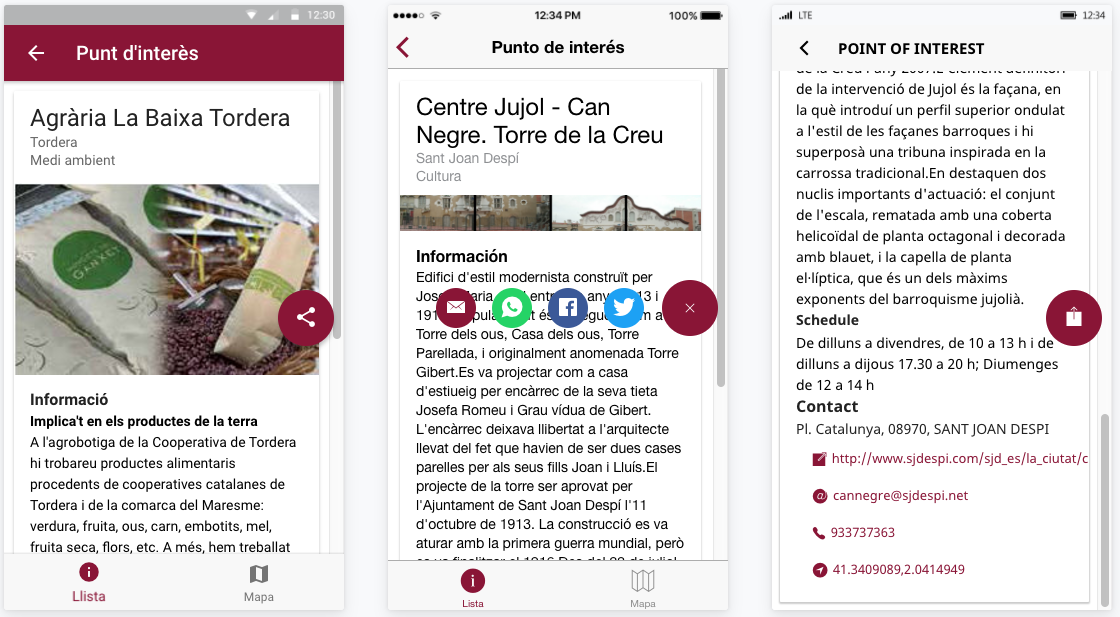 12:30
Punt d'interès
Agrària La Baixa Tordera
Tordera
Medi ambient
GANXET
Informació
Implica't en els productes de la terra
A l'agrobotiga de la Cooperativa de Tordera
hi trobareu productes alimentaris
procedents de cooperatives catalanes de
Tordera i de la comarca del Maresme:
verdura, fruita, ous, carn, embotits, mel,
fruita seca, flors, etc. A més, hem treballat
Llista
Mapa
12:34 PM
100%
Punto de interés
Centre Jujol - Can
Negre. Torre de la Creu
Sant Joan Despí
Cultura
Información
Edifici d'estil modernista construït per
Torre dels ous, Casa dels ous, Torre
Parellada, i originalment anomenada Torre
Gibert.Es va projectar com a casa
d'estiueig per encàrrec de la seva tieta
Josefa Romeu i Grau vídua de Gibert.
L'encàrrec deixava llibertat a l'arquitecte
llevat del fet que havien de ser dues cases
parelles per als seus fills Joan i Lluís.El
projecte de la torre ser aprovat per
l'Ajuntament de Sant Joan Despí l'11
d'octubre de 1913. La construcció es va
aturar amb la primera guerra mundial, però
Llista
Mapa
LTE
12:34
POINT OF INTEREST
de la intervenció de Jujol és la façana, en
la què introduí un perfil superior ondulat
a l'estil de les façanes barroques i hi
superposà una tribuna inspirada en la
carrossa tradicional.En destaquen dos
nuclis importants d'actuació: el conjunt
de l'escala, rematada amb una coberta
helicoïdal de planta octagonal i decorada
amb blauet, i la capella de planta
el·líptica, que és un dels màxims
exponents del barroquisme jujolià.
Schedule
De dilluns a divendres, de 10 a 13 h i de
dilluns a dijous 17.30 a 20 h; Diumenges
de 12 a 14 h
Contact
Pl. Catalunya, 08970, SANT JOAN DESPI
http://www.sjdespi.com/sjd_es/la_ciutat/c
cannegre@sjdespi.net
933737363
41.3409089,2.0414949